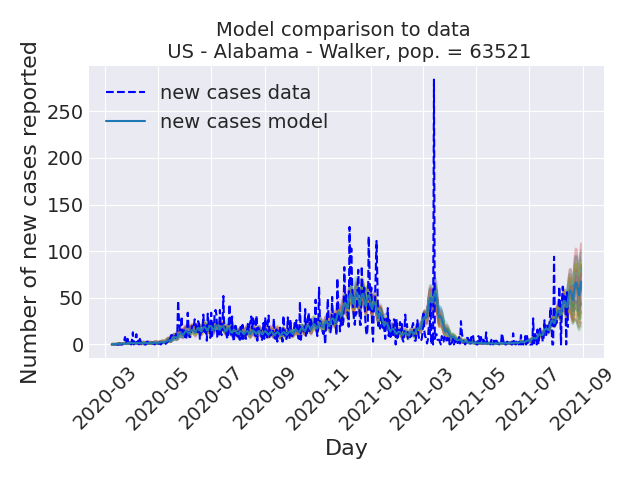 Model comparison to data
US - Alabama - Walker, pop. = 63521
new cases data
new cases model
Number of new cases reported
250
200
150
100
50
0
2020-03
2020-05
2020-07
2020-09
2020-11
2021-01
2021-03
2021-05
2021-07
2021-09
Day